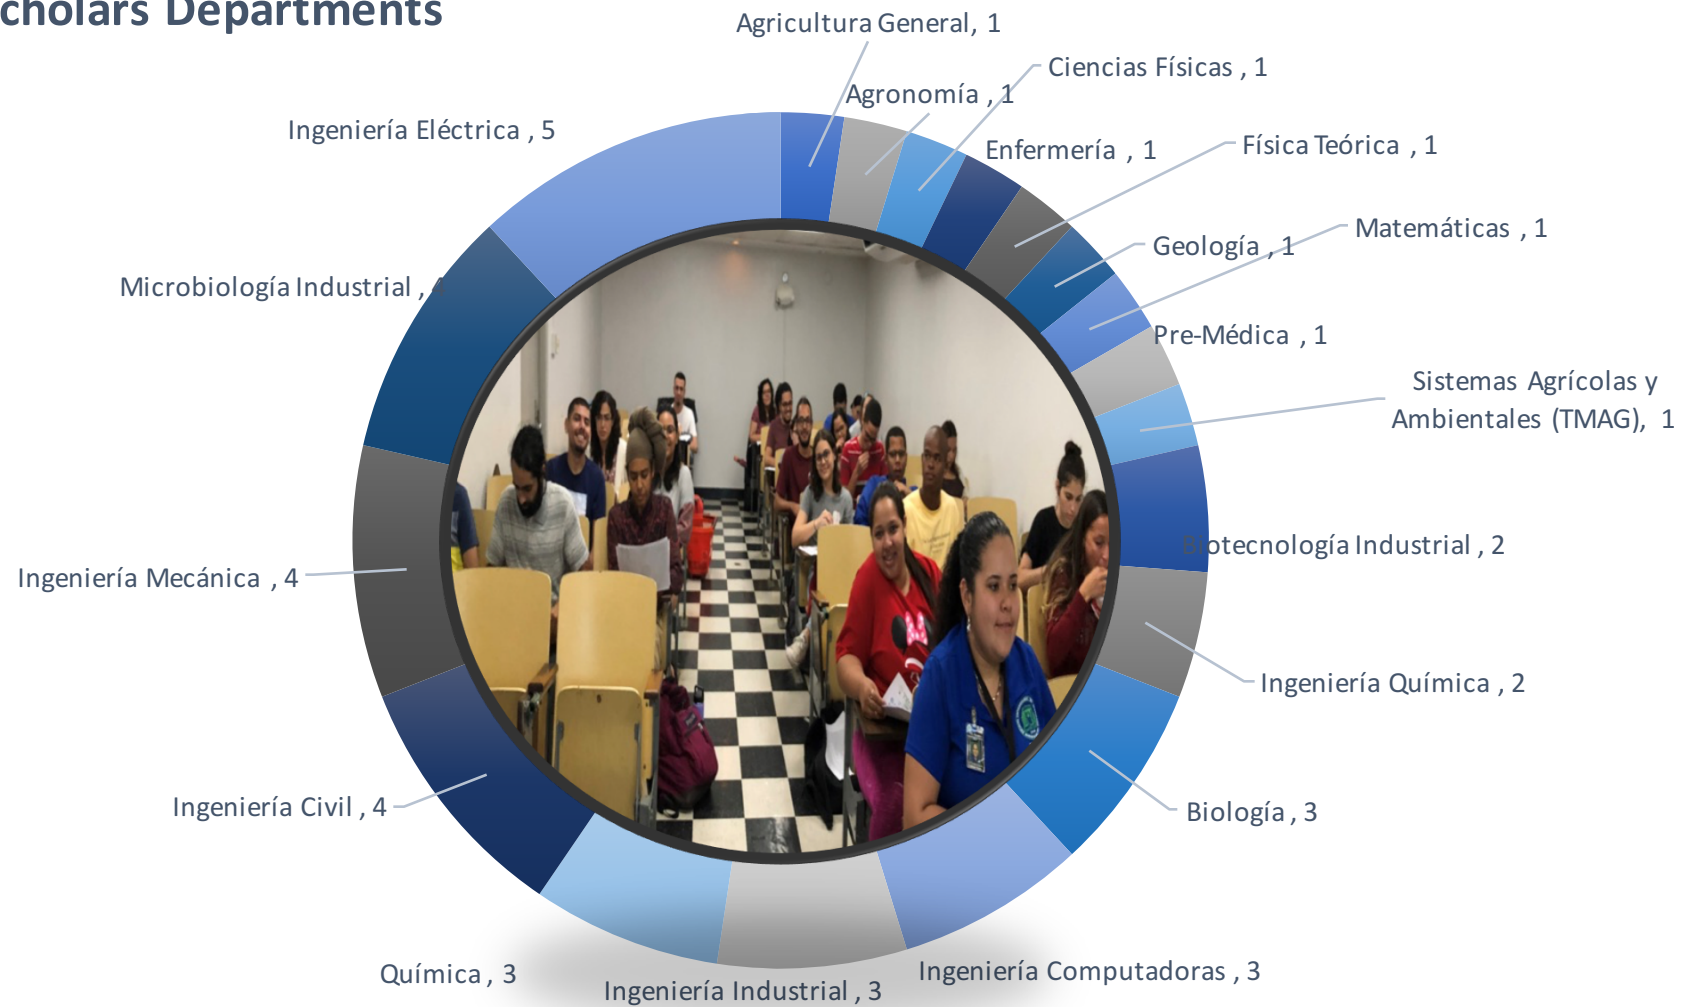 cholars Departments
Agricultura General, 1
Ciencias Físicas , 1
Agronomía , 1
Ingeniería Eléctrica , 5
Enfermería , 1
Física Teórica , 1
Matemáticas , 1
Geología , 1
Microbiología Industrial , 4
Pre-Médica , 1
Sistemas Agrícolas y
Ambientales (TMAG), 1
Biotecnología Industrial , 2
Ingeniería Mecánica , 4
Ingeniería Química , 2
Ingeniería Civil , 4
Biología , 3
Química , 3
Ingeniería Computadoras , 3
Ingeniería Industrial , 3